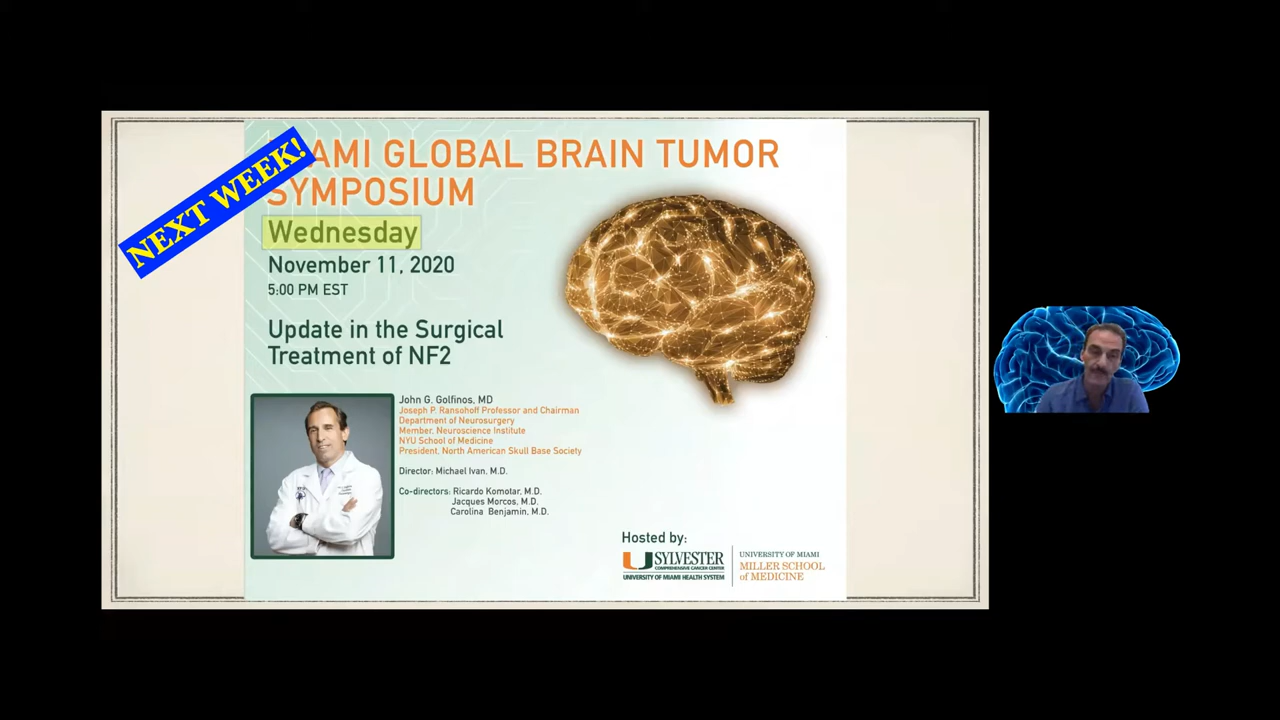 NEXT WEEK!
AMI GLOBAL BRAIN TUMOR
SYMPOSIUM
Wednesday
November 11, 2020
5:00 PM EST
Update in the Surgical
Treatment of NF2
John G. Golfinos, MD
Joseph P. Ransohoff Professor and Chairman
Department of Neurosurgery
Member, Neuroscience Institute
NYU School of Medicine
President, North American Skull Base Society
Director: Michael Ivan, M.D.
Co-directors: Ricardo Komotar, M.D.
Jacques Morcos, M.D.
Carolina Benjamin, M.D.
Hosted by:
SYLVESTER
COMPREHENSIVE CANCER CENTER
UNIVERSITY OF MIAMI HEALTH SYSTEM
UNIVERSITY OF MIAMI
MILLER SCHOOL
of MEDICINE